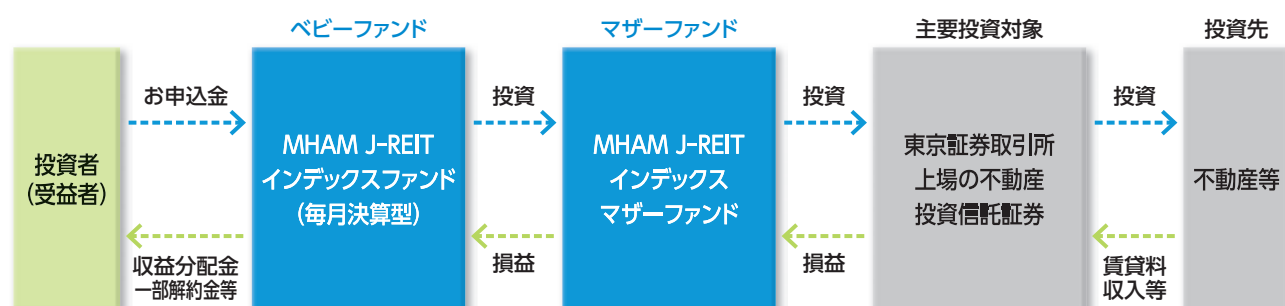 ベビーファンド
マザーファンド
主要投資対象
投資先
投資者
(受益者)
お申込金
収益分配金
一部解約金等
MHAM J-REIT
インデックスファンド
(毎月決算型)
投資
損益
MHAM J-REIT
インデックス
マザーファンド
投資
損益
東京証券取引所
上場の不動産
投資信託証券
投資
賃貸料
収入等
不動産等